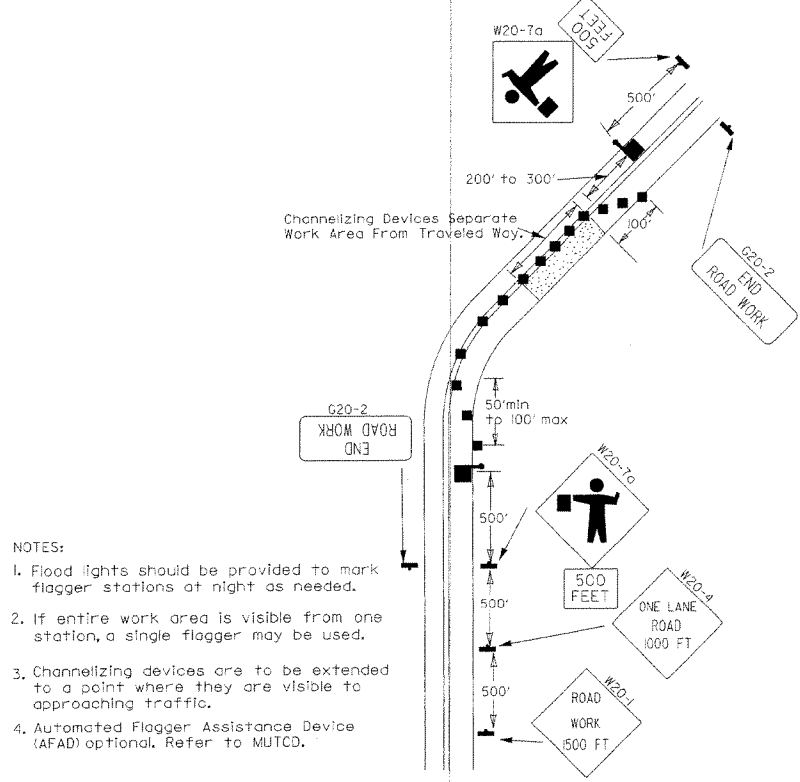 500
FEET
W20-7a
500'
200' to 300'
Channelizing Devices Separate
Work Area From Traveled Way.
100'
G20-2
END
ROAD WORK
G20-2
END
ROAD WORK
50'min
to 100' max
W20-7a
500'
500
FEET
500'
W20-4
ONE LANE
ROAD
1000 FT
500'
W20-1
ROAD
WORK
1500 FT
NOTES:
1. Flood lights should be provided to mark
flagger stations at night as needed.
2. If entire work area is visible from one
station, a single flagger may be used.
3. Channelizing devices are to be extended
to a point where they are visible to
approaching traffic.
4. Automated Flagger Assistance Device
(AFAD) optional. Refer to MUTCD.